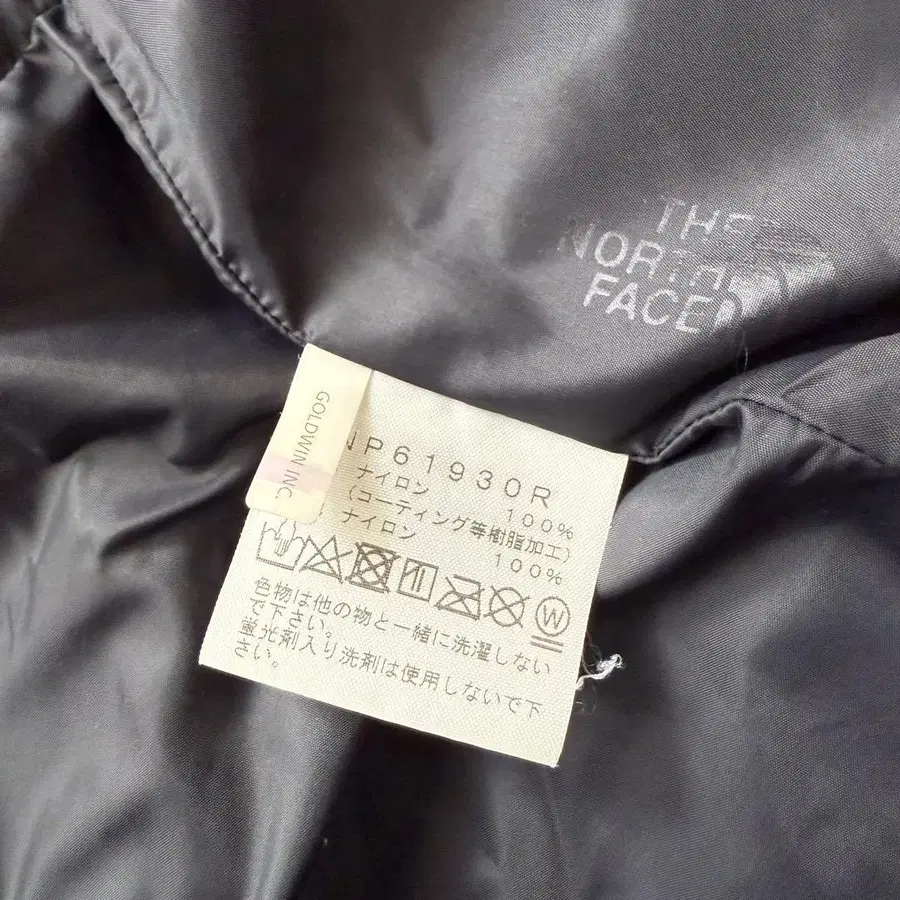 THE
NORTH
FACE
GOLDWIN INC.
NP61930R
ナイロン 100%
(コーティング等樹脂加工)
ナイロン 100%
W
色物は他の物と一緒に洗濯しない
で下さい。
蛍光剤入り洗剤は使用しないで下
さい。